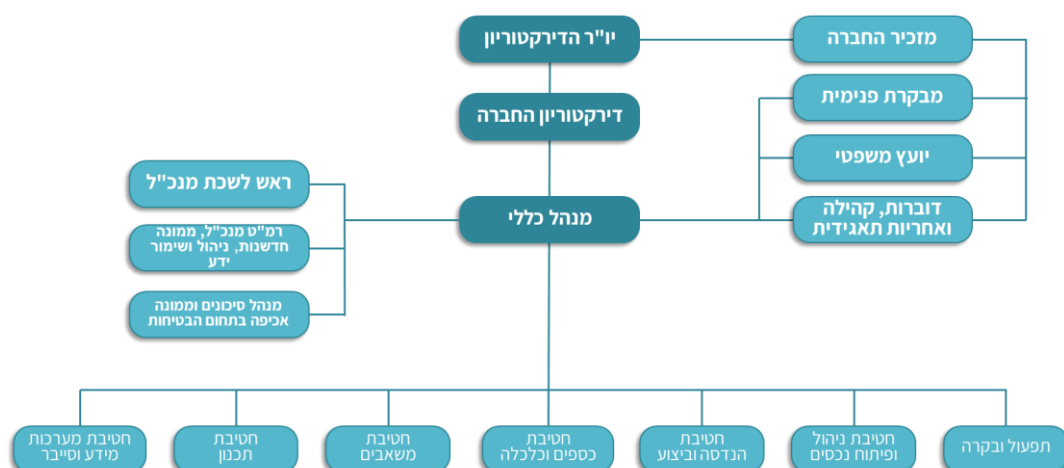 יו"ר הדירקטוריון
מזכיר החברה
דירקטוריון החברה
מבקרת פנימית
יועץ משפטי
מנהל כללי
דוברות, קהילה
ואחריות תאגידית
ראש לשכת מנכ"ל
רמ"ט מנכ"ל, ממונה
חדשנות, ניהול ושימור
ידע
מנהל סיכונים וממונה
אכיפה בתחום הבטיחות
תפעול ובקרה
חטיבת ניהול
ופיתוח נכסים
חטיבת
הנדסה וביצוע
חטיבת
כספים וכלכלה
חטיבת
משאבים
חטיבת
תכנון
חטיבת מערכות
מידע וסייבר